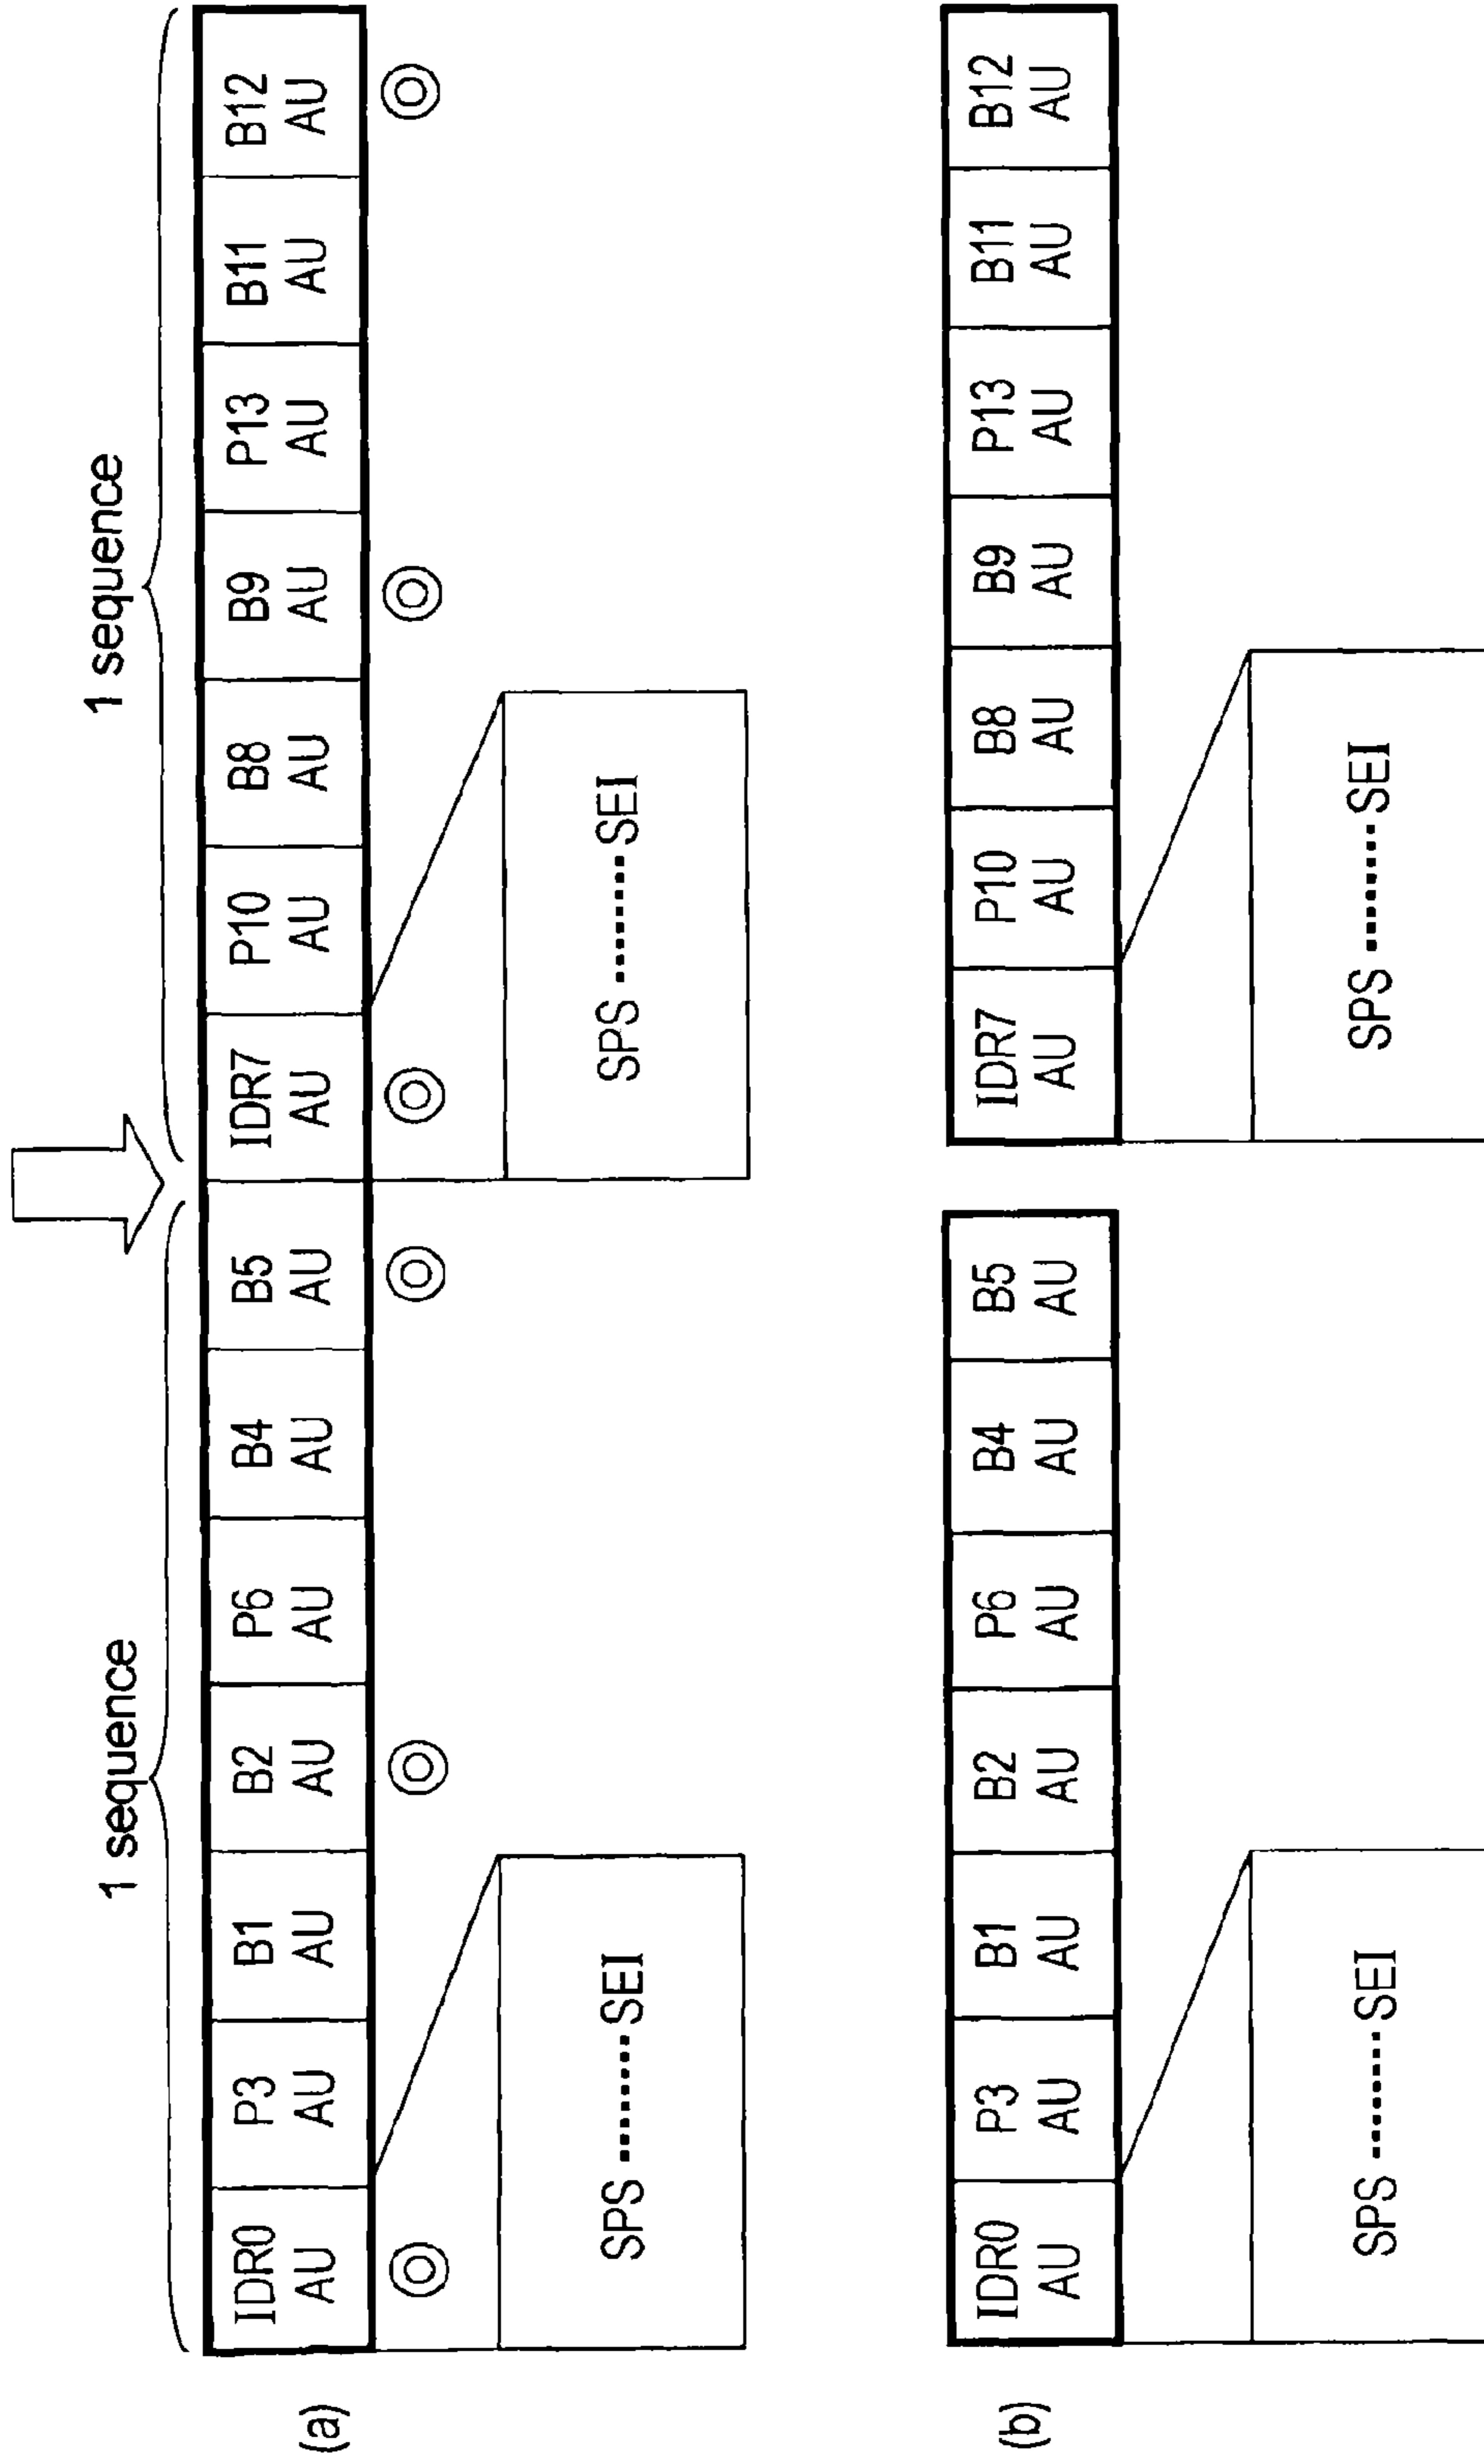 1 sequence
1 sequence
(a)
IDR0 AU
P3 AU
B1 AU
B2 AU
P6 AU
B4 AU
B5 AU
IDR7 AU
P10 AU
B8 AU
B9 AU
P13 AU
B11 AU
B12 AU
SPS ········· SEI
SPS ········· SEI
(b)
IDR0 AU
P3 AU
B1 AU
B2 AU
P6 AU
B4 AU
B5 AU
IDR7 AU
P10 AU
B8 AU
B9 AU
P13 AU
B11 AU
B12 AU
SPS ········· SEI
SPS ········· SEI